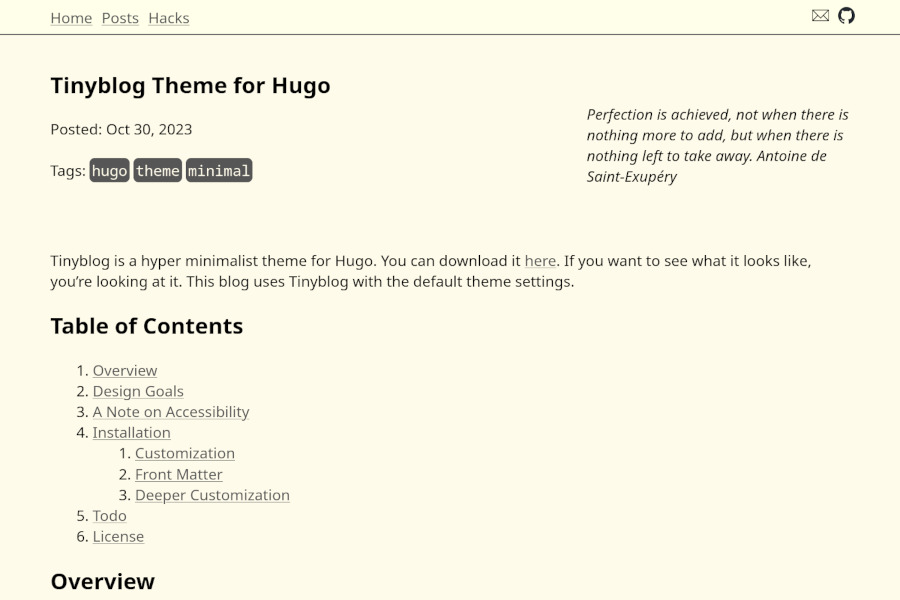 Home Posts Hacks
Tinyblog Theme for Hugo
Posted: Oct 30, 2023
Tags: hugo theme minimal
Perfection is achieved, not when there is
nothing more to add, but when there is
nothing left to take away. Antoine de
Saint-Exupéry
Tinyblog is a hyper minimalist theme for Hugo. You can download it here. If you want to see what it looks like,
you’re looking at it. This blog uses Tinyblog with the default theme settings.
Table of Contents
1. Overview
2. Design Goals
3. A Note on Accessibility
4. Installation
1. Customization
2. Front Matter
3. Deeper Customization
5. Todo
6. License
Overview